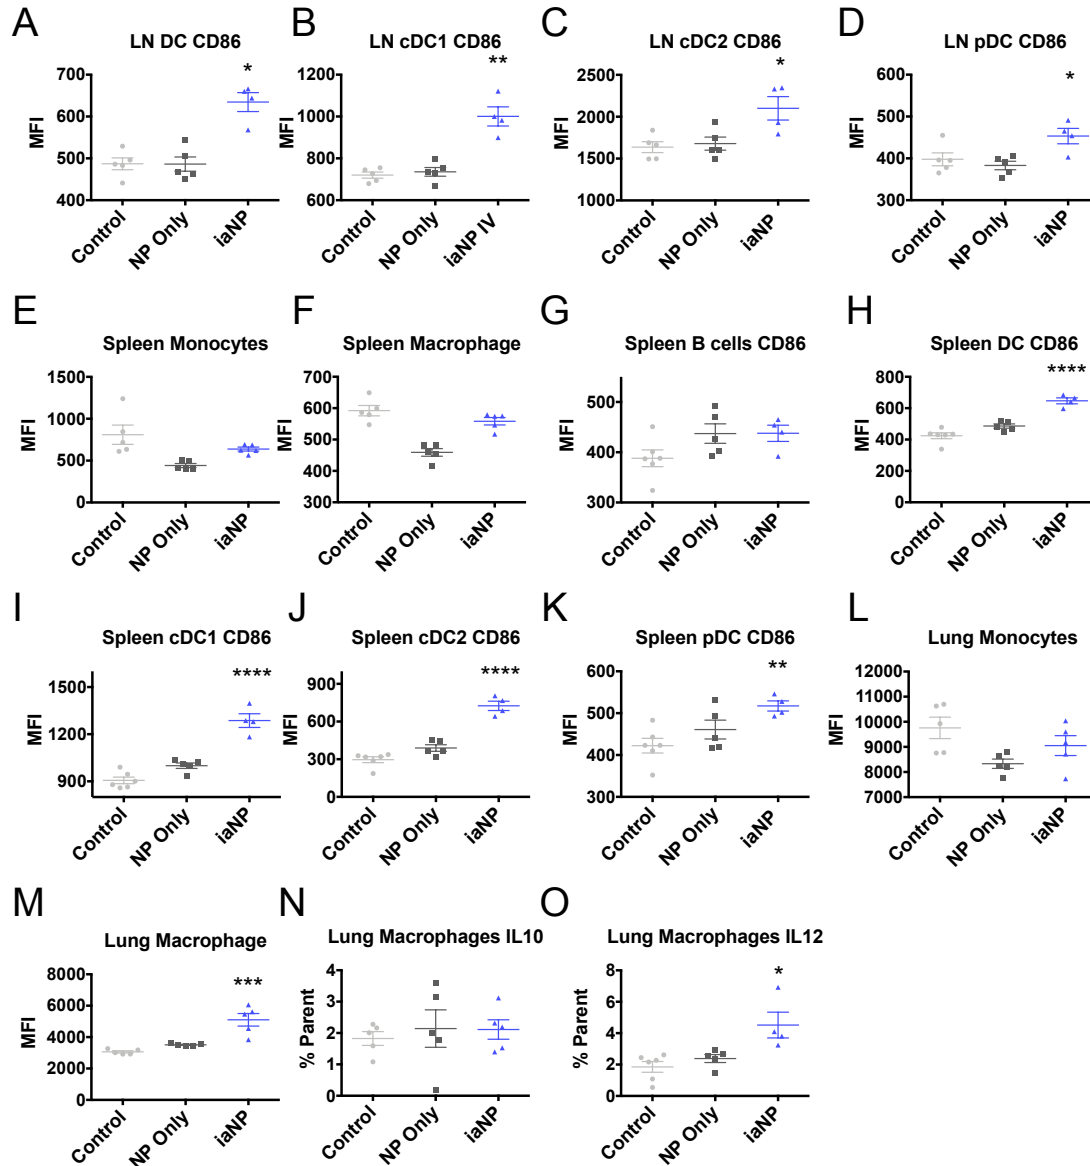 A
LN DC CD86
*
MFI
700
600
500
400
Control
NP Only
iaNP
B
LN cDC1 CD86
**
MFI
1200
1000
800
600
Control
NP Only
iaNP IV
C
LN cDC2 CD86
*
MFI
2500
2000
1500
1000
Control
NP Only
iaNP
D
LN pDC CD86
*
MFI
600
500
400
300
Control
NP Only
iaNP
E
Spleen Monocytes
MFI
1500
1000
500
0
Control
NP Only
iaNP
F
Spleen Macrophage
MFI
700
600
500
400
300
Control
NP Only
iaNP
G
Spleen B cells CD86
MFI
500
400
300
Control
NP Only
iaNP
H
Spleen DC CD86
****
MFI
800
600
400
200
0
Control
NP Only
iaNP
I
Spleen cDC1 CD86
****
MFI
1500
1200
900
Control
NP Only
iaNP
J
Spleen cDC2 CD86
****
MFI
900
600
300
0
Control
NP Only
iaNP
K
Spleen pDC CD86
**
MFI
600
500
400
300
Control
NP Only
iaNP
L
Lung Monocytes
MFI
12000
11000
10000
9000
8000
7000
Control
NP Only
iaNP
M
Lung Macrophage
***
MFI
8000
6000
4000
2000
0
Control
NP Only
iaNP
N
Lung Macrophages IL10
% Parent
4
3
2
1
0
Control
NP Only
iaNP
O
Lung Macrophages IL12
*
% Parent
8
6
4
2
0
Control
NP Only
iaNP